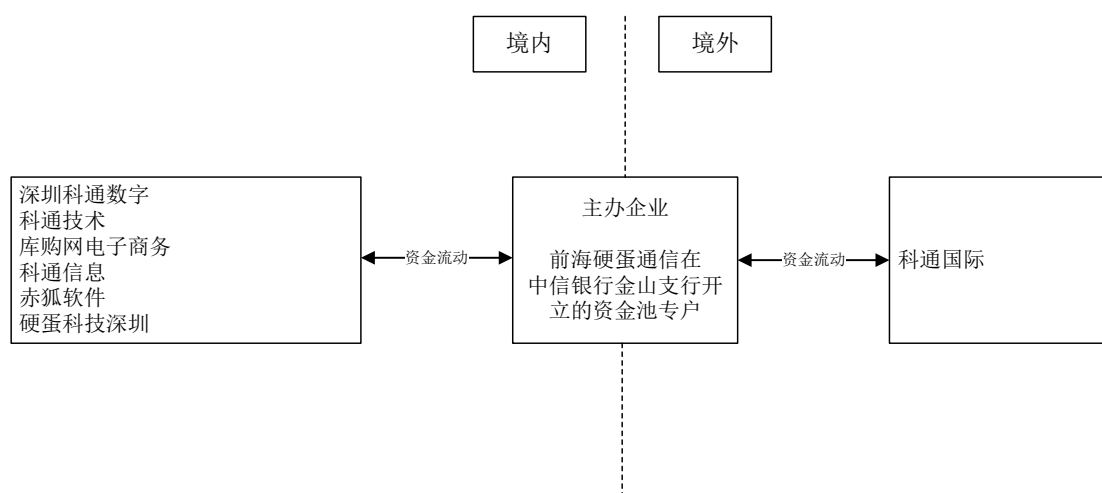 境内
境外
深圳科通数字
科通技术
库购网电子商务
科通信息
赤狐软件
硬蛋科技深圳
资金流动
主办企业
前海硬蛋通信在
中信银行金山支行开
立的资金池专户
资金流动
科通国际